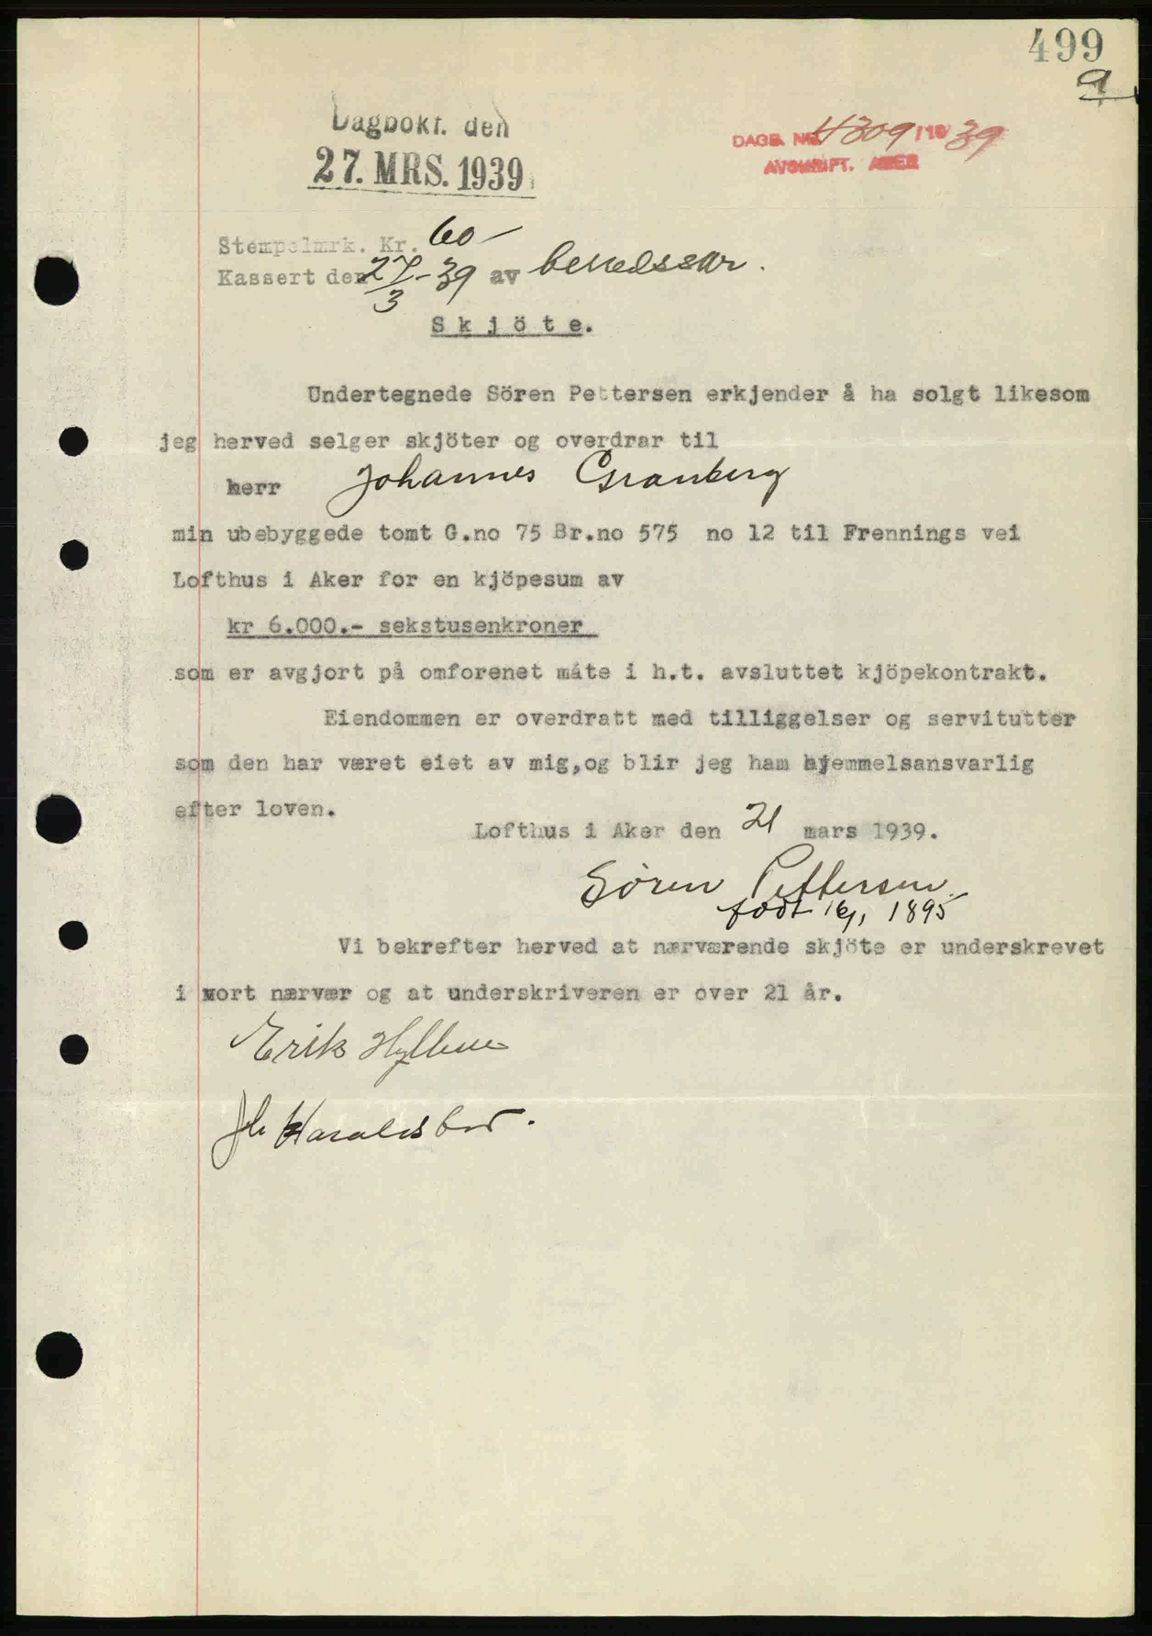 499
9
Dagbokf. den
27. MRS. 1939
DAGB. NR. 4309/1939
AVSKRIFT. AKER
Stempelmrk. Kr. 60-
Kassert den 27/3-39 av
Skjöte.
Undertegnede Sören Pettersen erkjender å ha solgt likesom
jeg herved selger skjöter og overdrar til
herr Johannes Granberg
min ubebyggede tomt G.no 75 Br.no 575 no 12 til Frennings vei
Lofthus i Aker for en kjöpesum av
kr 6.000.- sekstusenkroner
som er avgjort på omforenet måte i h.t. avsluttet kjöpekontrakt.
Eiendommen er overdratt med tilliggelser og servitutter
som den har været eiet av mig,og blir jeg ham hjemmelsansvarlig
efter loven.
Lofthus i Aker den 21 mars 1939.
Søren Pettersen
født 1895
Vi bekrefter herved at nærværende skjöte er underskrevet
i vort nærvær og at underskriveren er over 21 år.
Erik